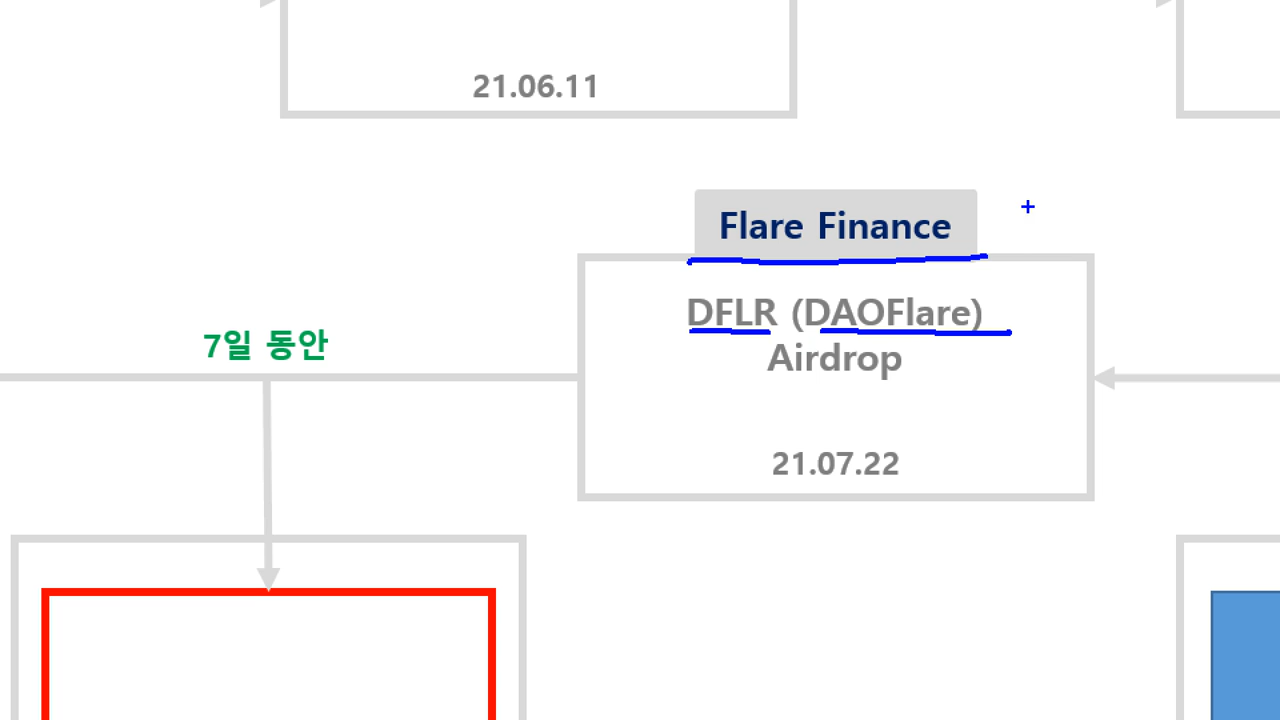 21.06.11
Flare Finance
DFLR (DAOFlare)
Airdrop
7일 동안
21.07.22